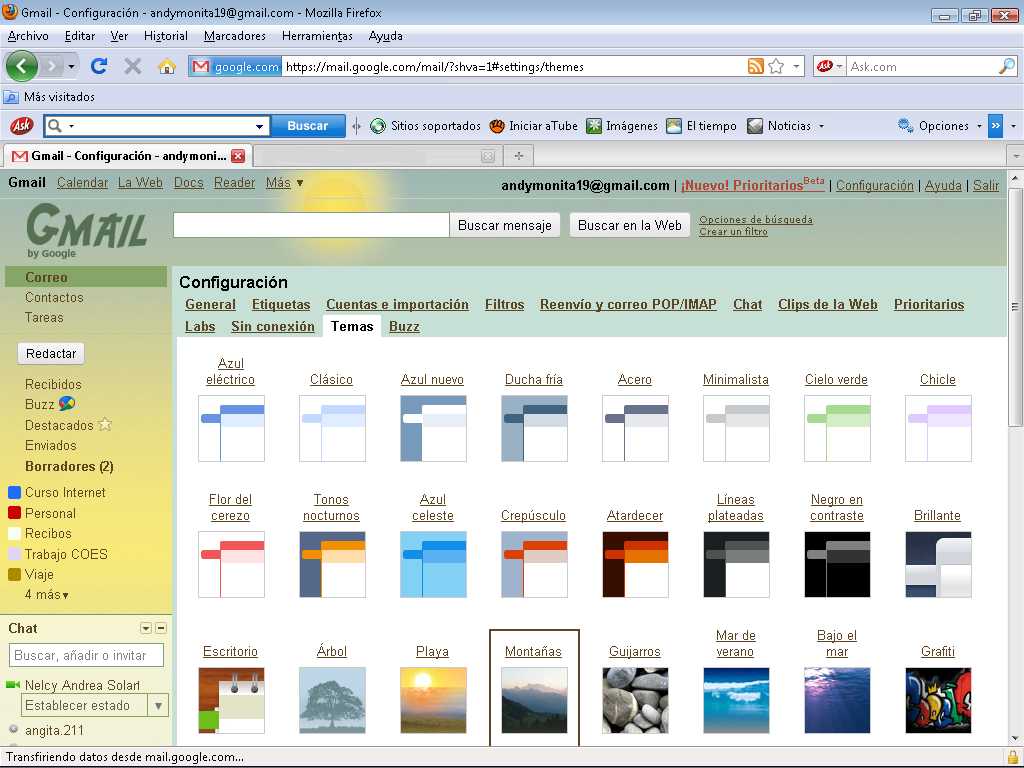 Gmail - Configuración - andymonita19@gmail.com - Mozilla Firefox
Archivo Editar Ver Historial Marcadores Herramientas Ayuda
google.com https://mail.google.com/mail/?shva=1#settings/themes Ask Ask.com
Más visitados
Ask Buscar Sitios soportados Iniciar aTube Imágenes El tiempo Noticias Opciones »
Gmail - Configuración - andymoni...
Gmail Calendar La Web Docs Reader Más ▼ andymonita19@gmail.com | ¡Nuevo! Prioritarios Beta | Configuración | Ayuda | Salir
GMAIL
by Google
Buscar mensaje Buscar en la Web
Opciones de búsqueda
Crear un filtro
Correo
Contactos
Tareas
Redactar
Recibidos
Buzz
Destacados
Enviados
Borradores (2)
Curso Internet
Personal
Recibos
Trabajo COES
Viaje
4 más▼
Chat
Buscar, añadir o invitar
Nelcy Andrea Solart
Establecer estado
angita.211
Configuración
General Etiquetas Cuentas e importación Filtros Reenvío y correo POP/IMAP Chat Clips de la Web Prioritarios
Labs Sin conexión Temas Buzz
Azul eléctrico Clásico Azul nuevo Ducha fría Acero Minimalista Cielo verde Chicle
Flor del cerezo Tonos nocturnos Azul celeste Crepúsculo Atardecer Líneas plateadas Negro en contraste Brillante
Escritorio Árbol Playa Montañas Guijarros Mar de verano Bajo el mar Grafiti
Transfiriendo datos desde mail.google.com...